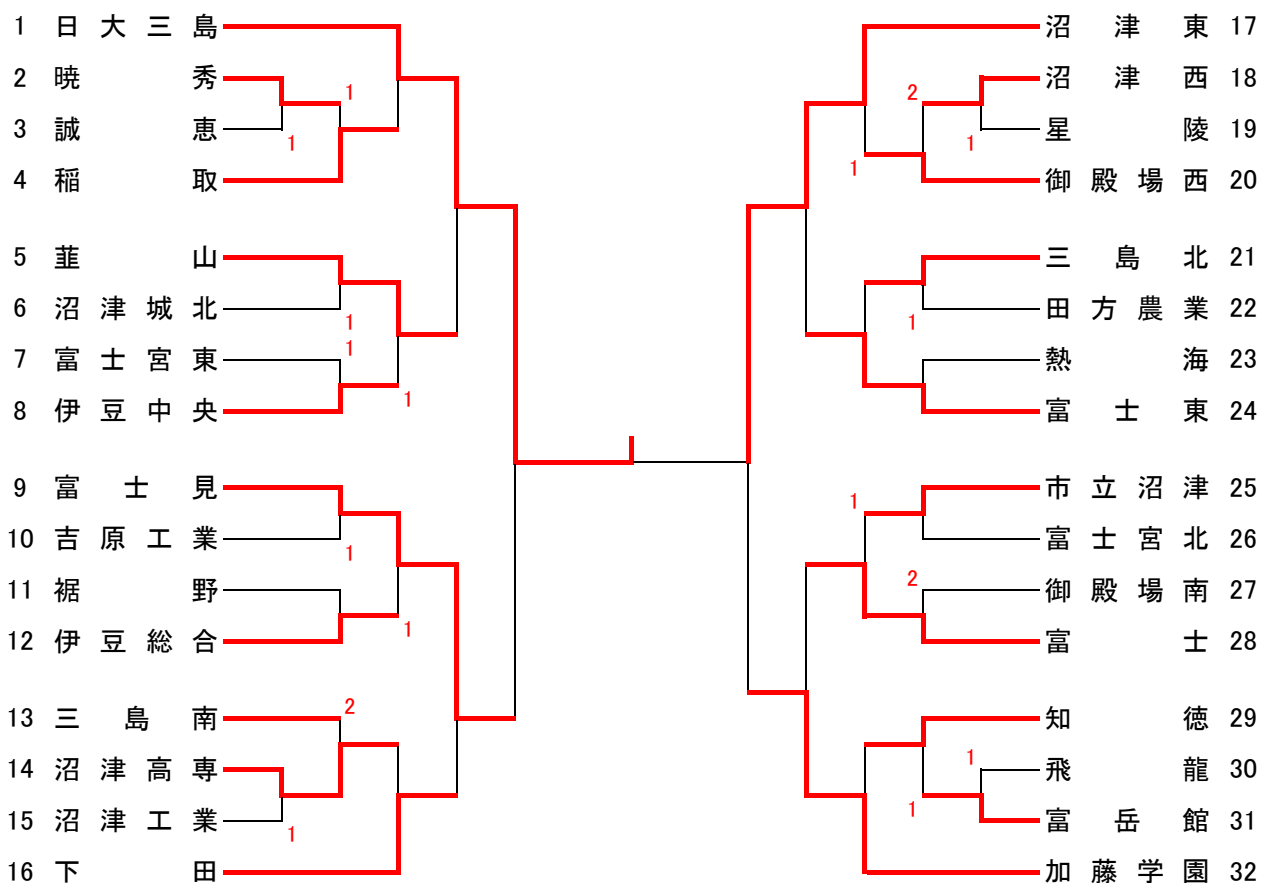 1 日大三島
2 暁秀
3 誠恵
4 稲取
5 韮山
6 沼津城北
7 富士宮東
8 伊豆中央
9 富士見
10 吉原工業
11 裾野
12 伊豆総合
13 三島南
14 沼津高専
15 沼津工業
16 下田
1
1
1
1
1
1
1
2
1
沼津東 17
沼津西 18
星陵 19
御殿場西 20
三島北 21
田方農業 22
熱海 23
富士東 24
市立沼津 25
富士宮北 26
御殿場南 27
富士 28
知徳 29
飛龍 30
富岳館 31
加藤学園 32
2
1
1
1
1
2
1
1